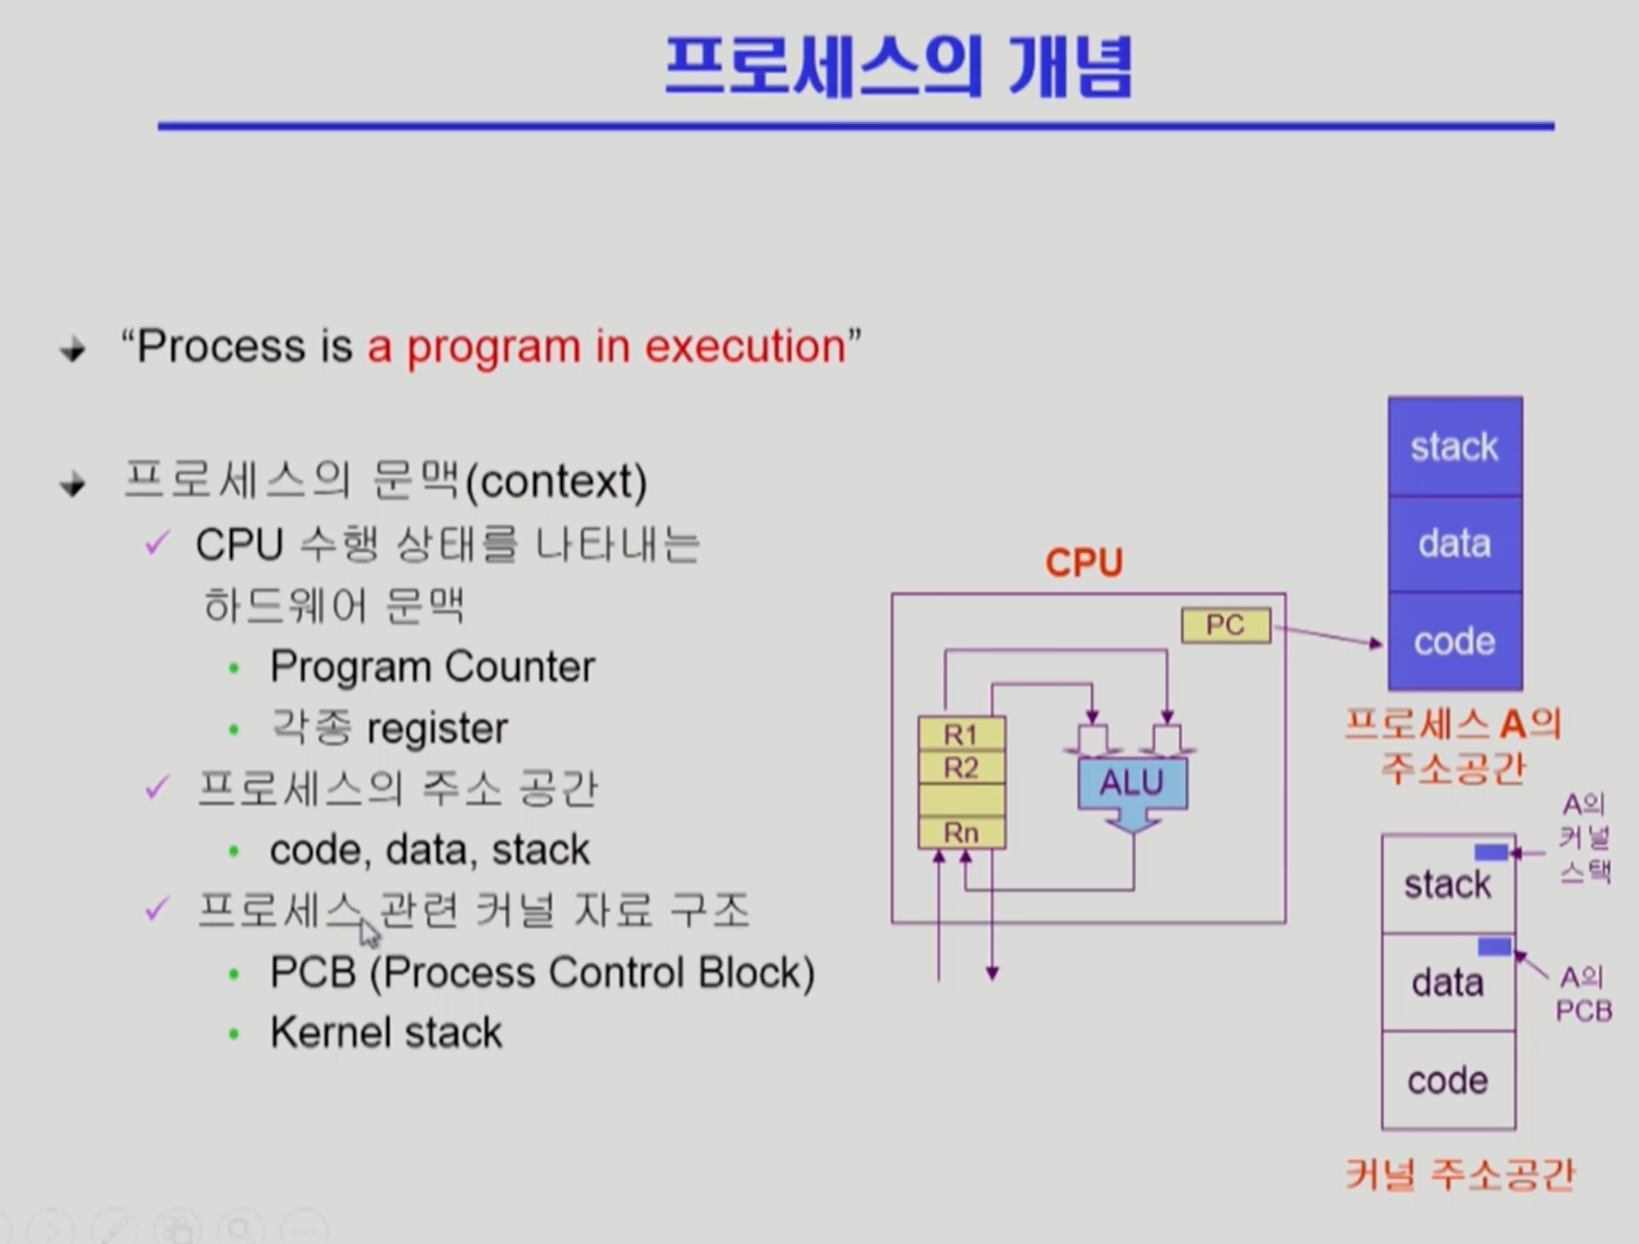 프로세스의 개념
“Process is a program in execution”
프로세스의 문맥(context)
CPU 수행 상태를 나타내는
하드웨어 문맥
Program Counter
각종 register
프로세스의 주소 공간
code, data, stack
프로세스 관련 커널 자료 구조
PCB (Process Control Block)
Kernel stack
CPU
PC
R1
R2
Rn
ALU
stack
data
code
프로세스 A의
주소공간
A의
커널
스택
stack
data
code
A의
PCB
커널 주소공간